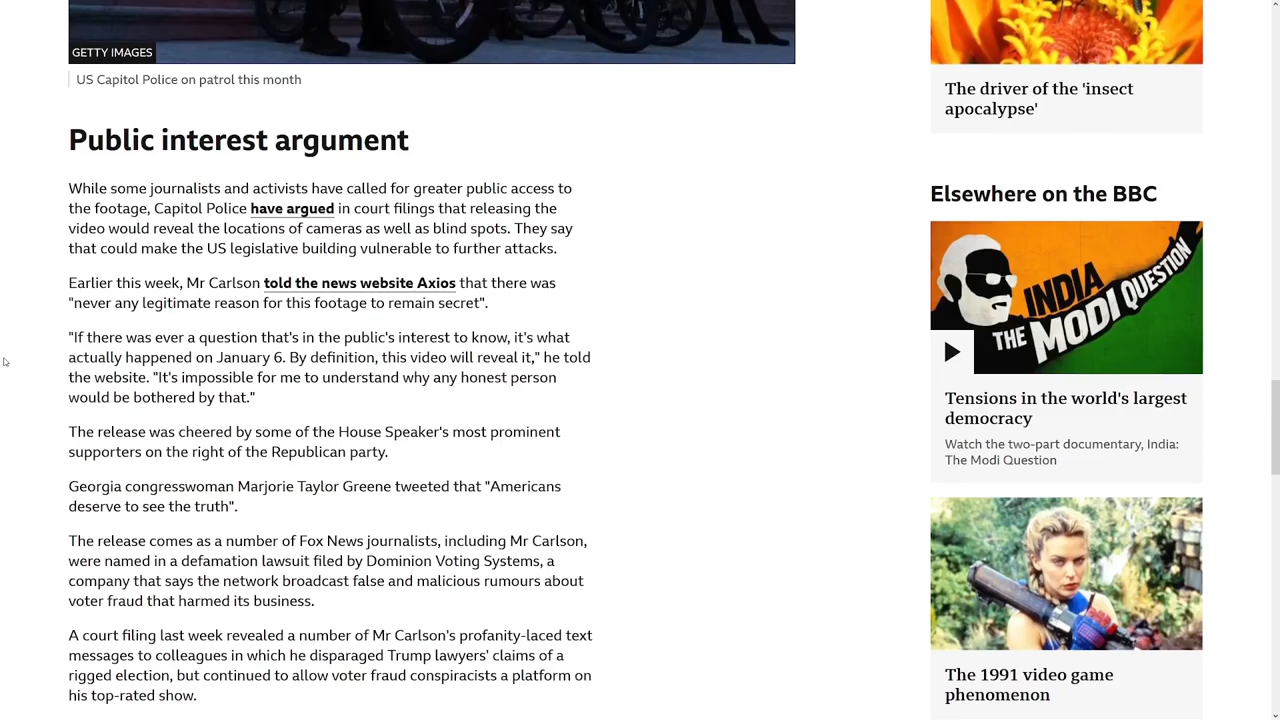 GETTY IMAGES
US Capitol Police on patrol this month
Public interest argument
While some journalists and activists have called for greater public access to
the footage, Capitol Police have argued in court filings that releasing the
video would reveal the locations of cameras as well as blind spots. They say
that could make the US legislative building vulnerable to further attacks.
Earlier this week, Mr Carlson told the news website Axios that there was
"never any legitimate reason for this footage to remain secret".
"If there was ever a question that's in the public's interest to know, it's what
actually happened on January 6. By definition, this video will reveal it," he told
the website. "It's impossible for me to understand why any honest person
would be bothered by that."
The release was cheered by some of the House Speaker's most prominent
supporters on the right of the Republican party.
Georgia congresswoman Marjorie Taylor Greene tweeted that "Americans
deserve to see the truth".
The release comes as a number of Fox News journalists, including Mr Carlson,
were named in a defamation lawsuit filed by Dominion Voting Systems, a
company that says the network broadcast false and malicious rumours about
voter fraud that harmed its business.
A court filing last week revealed a number of Mr Carlson's profanity-laced text
messages to colleagues in which he disparaged Trump lawyers' claims of a
rigged election, but continued to allow voter fraud conspiracists a platform on
his top-rated show.
The driver of the 'insect
apocalypse'
Elsewhere on the BBC
INDIA
THE MODI QUESTION
Tensions in the world's largest
democracy
Watch the two-part documentary, India:
The Modi Question
The 1991 video game
phenomenon